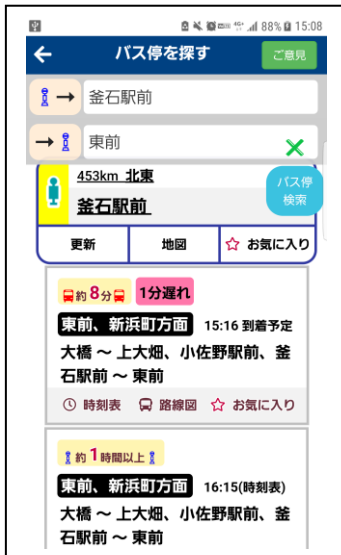 88% 15:08
バス停を探す
ご意見
釜石駅前
東前
453km 北東
バス停
検索
釜石駅前
更新 地図 お気に入り
約8分 1分遅れ
東前、新浜町方面 15:16 到着予定
大橋 ～ 上大畑、小佐野駅前、釜
石駅前 ～ 東前
時刻表 路線図 お気に入り
約1時間以上
東前、新浜町方面 16:15(時刻表)
大橋 ～ 上大畑、小佐野駅前、釜
石駅前 ～ 東前